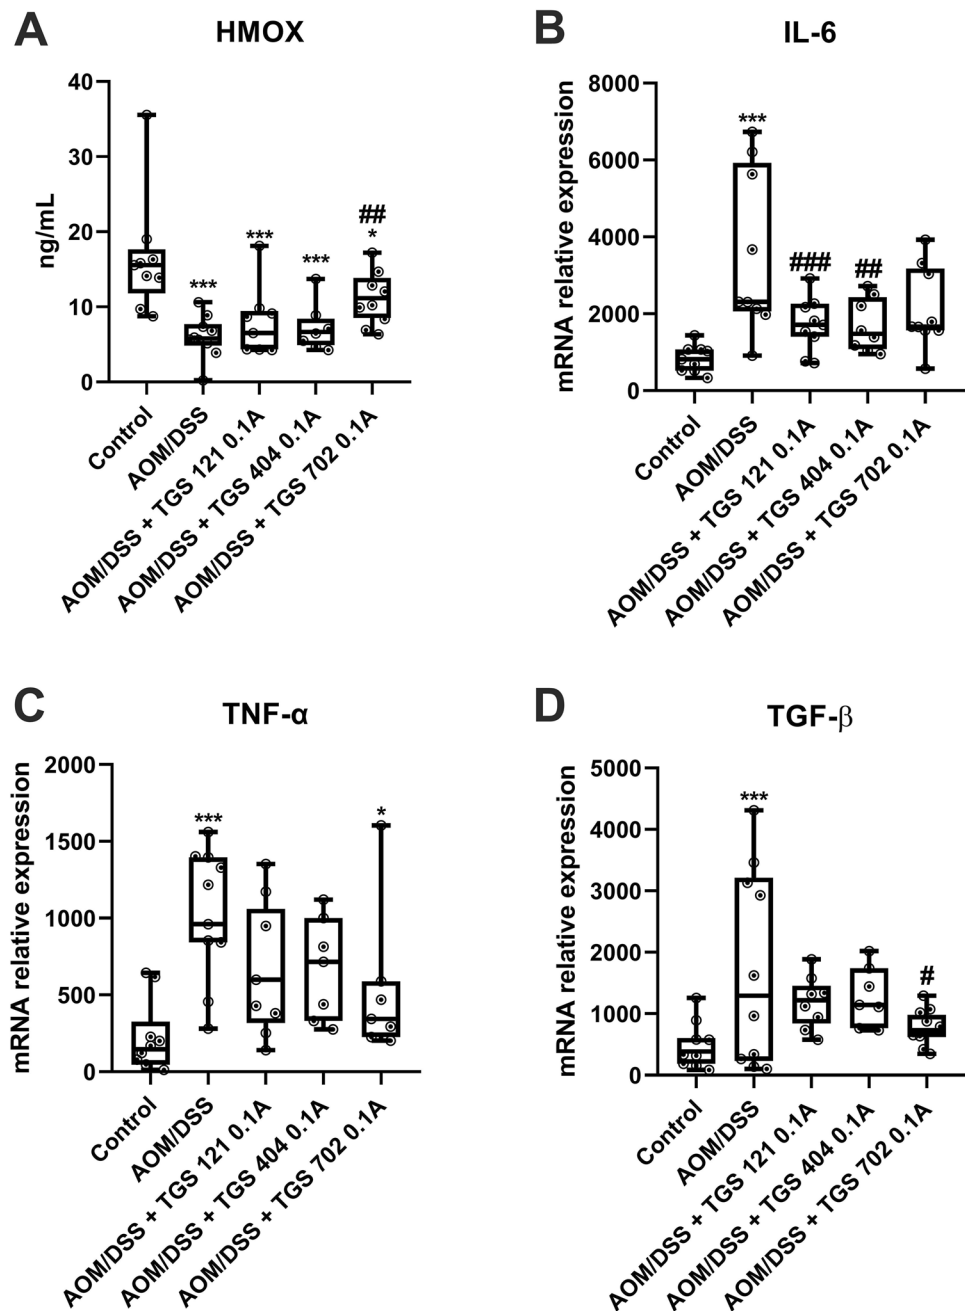 A
HMOX
ng/mL
40
30
20
10
0
***
***
***
##
*
Control
AOM/DSS
AOM/DSS + TGS 121 0.1A
AOM/DSS + TGS 404 0.1A
AOM/DSS + TGS 702 0.1A
B
IL-6
mRNA relative expression
8000
6000
4000
2000
0
***
###
##
Control
AOM/DSS
AOM/DSS + TGS 121 0.1A
AOM/DSS + TGS 404 0.1A
AOM/DSS + TGS 702 0.1A
C
TNF-α
mRNA relative expression
2000
1500
1000
500
0
***
*
Control
AOM/DSS
AOM/DSS + TGS 121 0.1A
AOM/DSS + TGS 404 0.1A
AOM/DSS + TGS 702 0.1A
D
TGF-β
mRNA relative expression
5000
4000
3000
2000
1000
0
***
#
Control
AOM/DSS
AOM/DSS + TGS 121 0.1A
AOM/DSS + TGS 404 0.1A
AOM/DSS + TGS 702 0.1A